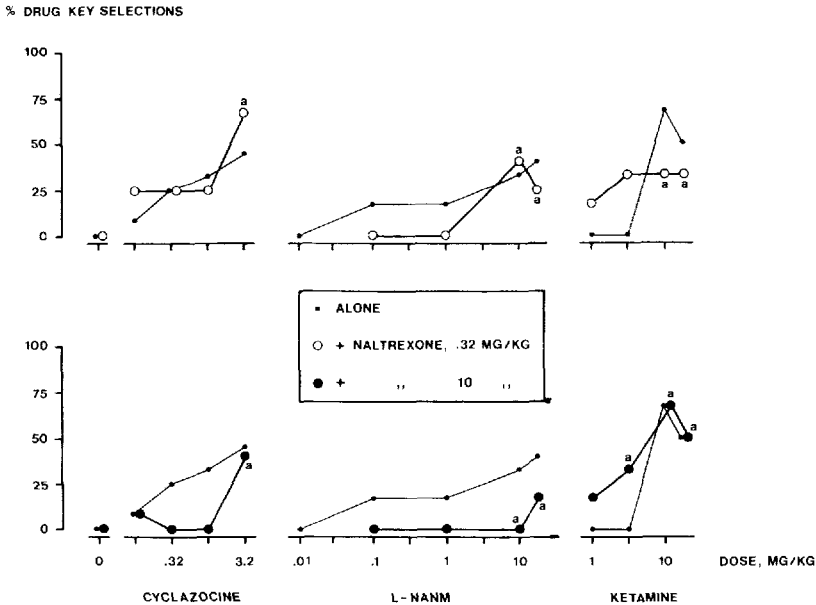 % DRUG KEY SELECTIONS
100
75
50
25
0
a
a
a
a
a
ALONE
+ NALTREXONE, .32 MG/KG
+ ,, 10 ,,
100
75
50
25
0
a
a
a
a
a
a
0
.32
3.2
.01
.1
1
10
1
10
DOSE, MG/KG
CYCLAZOCINE
L-NANM
KETAMINE